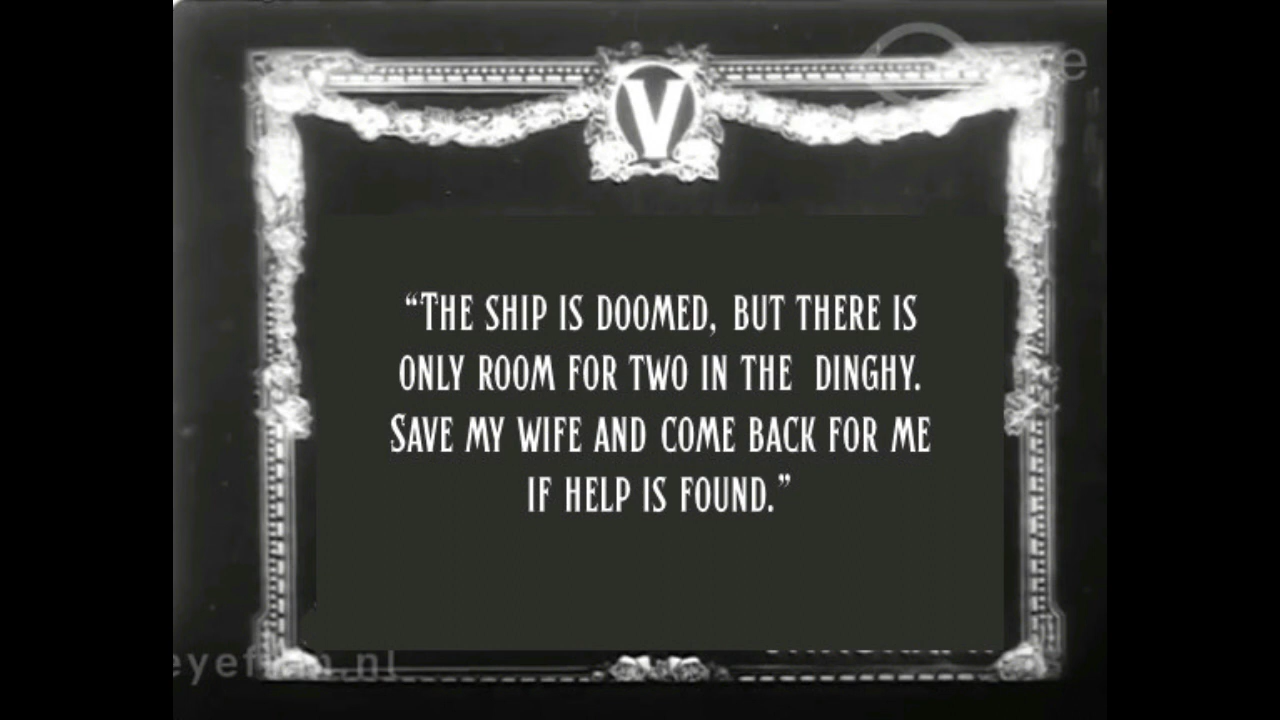 V
e
“The ship is doomed, but there is
only room for two in the dinghy.
Save my wife and come back for me
if help is found.”
eyefilm.nl